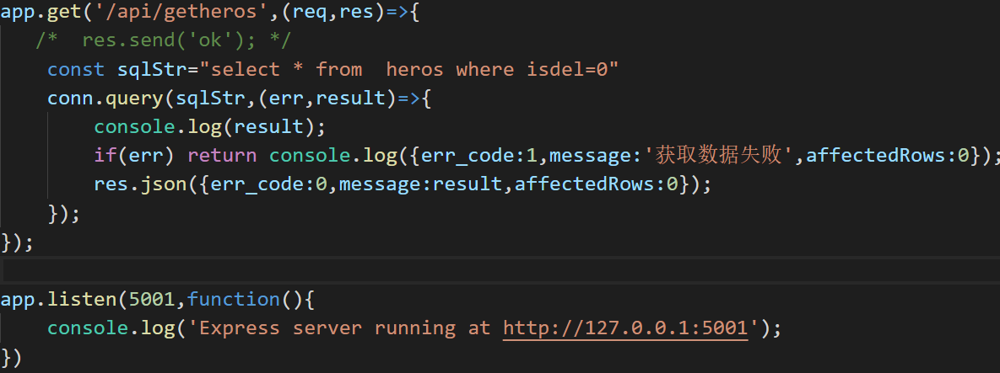 app.get('/api/getheros',(req,res)=>{
/*  res.send('ok'); */
const sqlStr="select * from  heros where isdel=0"
conn.query(sqlStr,(err,result)=>{
console.log(result);
if(err) return console.log({err_code:1,message:'获取数据失败',affectedRows:0});
res.json({err_code:0,message:result,affectedRows:0});
});
});
app.listen(5001,function(){
console.log('Express server running at http://127.0.0.1:5001');
})